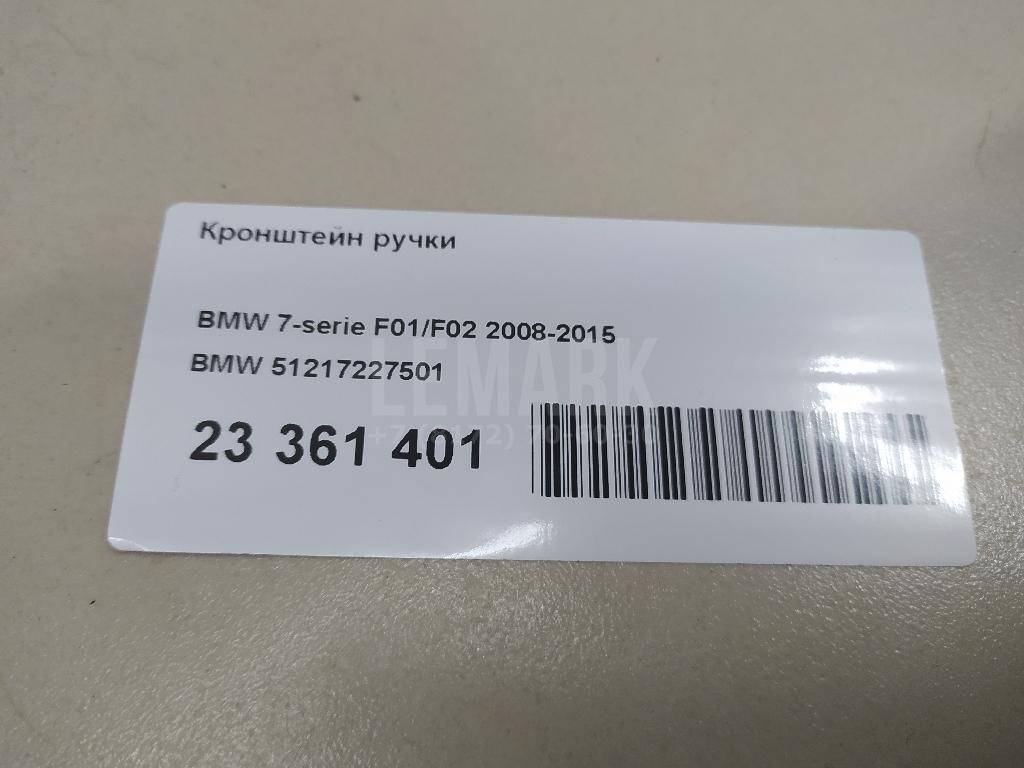 Кронштейн ручки
BMW 7-serie F01/F02 2008-2015
BMW 51217227501
LEMARK
23 361 401